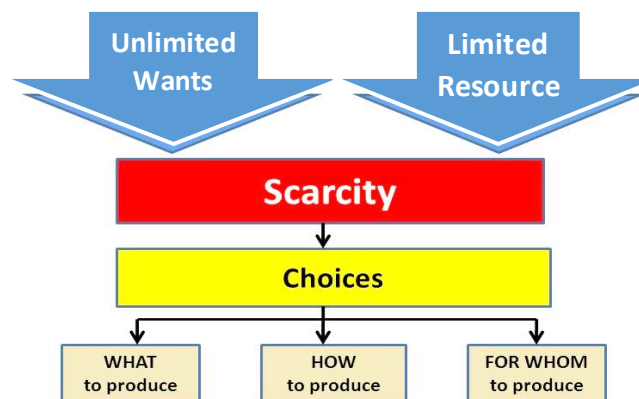 Unlimited
Wants
Limited
Resource
Scarcity
Choices
WHAT
to produce
HOW
to produce
FOR WHOM
to produce